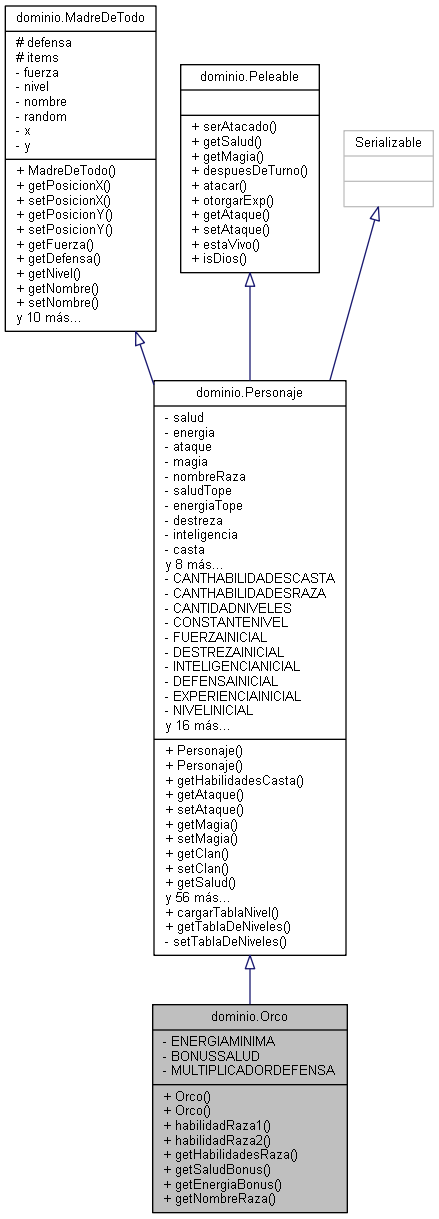 dominio.MadreDeTodo
# defensa
# items
- fuerza
- nivel
- nombre
- random
- x
- y
+ MadreDeTodo()
+ getPosicionX()
+ setPosicionX()
+ getPosicionY()
+ setPosicionY()
+ getFuerza()
+ getDefensa()
+ getNivel()
+ getNombre()
+ setNombre()
y 10 más...
dominio.Peleable
+ serAtacado()
+ getSalud()
+ getMagia()
+ despuesDeTurno()
+ atacar()
+ otorgarExp()
+ getAtaque()
+ setAtaque()
+ estaVivo()
+ isDios()
Serializable
dominio.Personaje
- salud
- energia
- ataque
- magia
- nombreRaza
- saludTope
- energiaTope
- destreza
- inteligencia
- casta
y 8 más...
- CANTHABILIDADESCASTA
- CANTHABILIDADESRAZA
- CANTIDADNIVELES
- CONSTANTENIVEL
- FUERZAINICIAL
- DESTREZAINICIAL
- INTELIGENCIANICIAL
- DEFENSAINICIAL
- EXPERIENCIAINICIAL
- NIVELINICIAL
y 16 más...
+ Personaje()
+ Personaje()
+ getHabilidadesCasta()
+ getAtaque()
+ setAtaque()
+ getMagia()
+ setMagia()
+ getClan()
+ setClan()
+ getSalud()
y 56 más...
+ cargarTablaNivel()
+ getTablaDeNiveles()
- setTablaDeNiveles()
dominio.Orco
- ENERGIAMINIMA
- BONUSSALUD
- MULTIPLICADORDEFENSA
+ Orco()
+ Orco()
+ habilidadRaza1()
+ habilidadRaza2()
+ getHabilidadesRaza()
+ getSaludBonus()
+ getEnergiaBonus()
+ getNombreRaza()